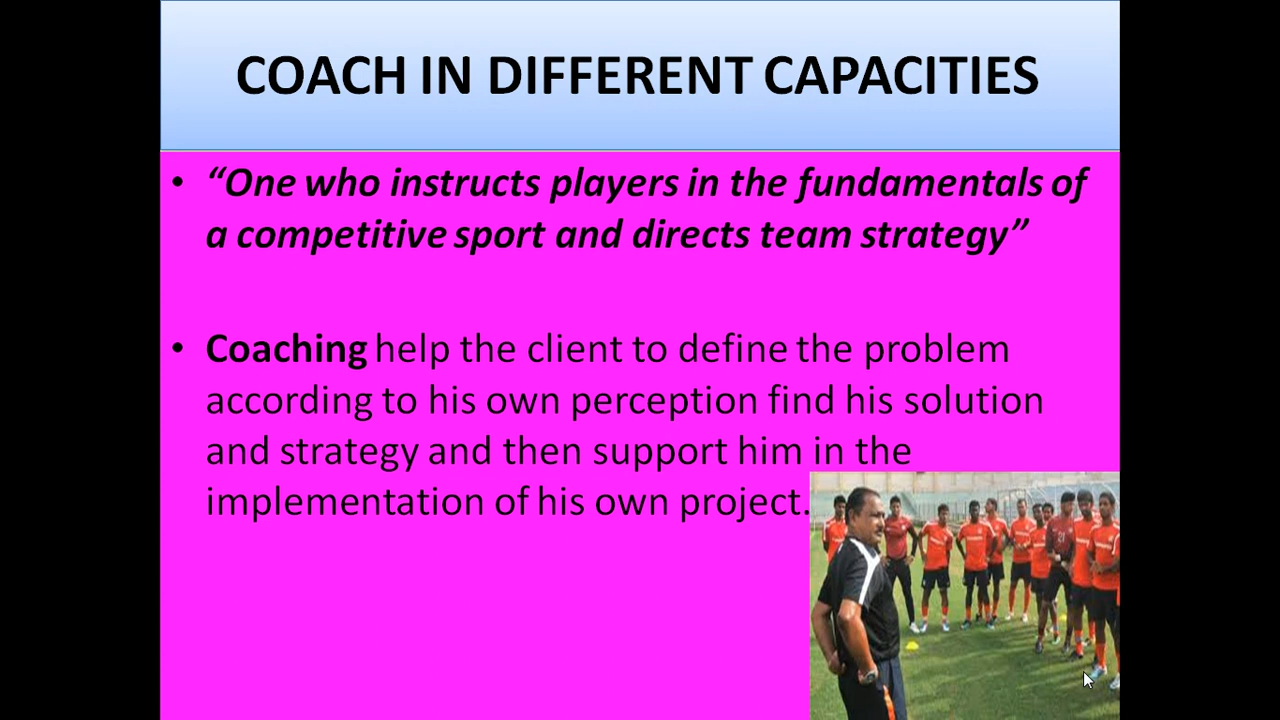 COACH IN DIFFERENT CAPACITIES
• “One who instructs players in the fundamentals of
a competitive sport and directs team strategy”
• Coaching help the client to define the problem
according to his own perception find his solution
and strategy and then support him in the
implementation of his own project.